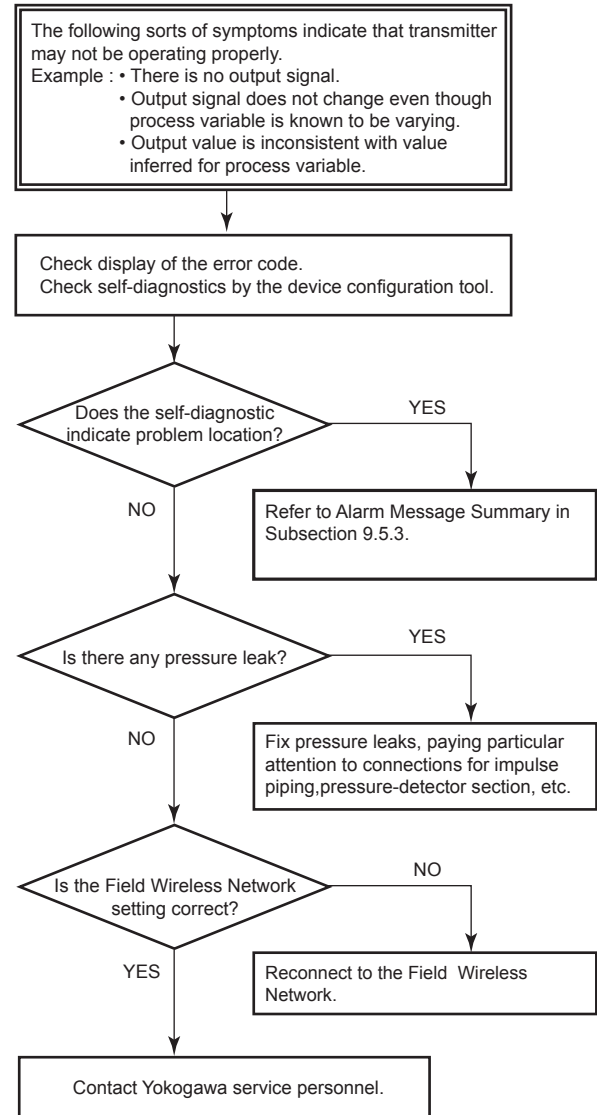 The following sorts of symptoms indicate that transmitter
may not be operating properly.
Example : • There is no output signal.
• Output signal does not change even though
process variable is known to be varying.
• Output value is inconsistent with value
inferred for process variable.
Check display of the error code.
Check self-diagnostics by the device configuration tool.
Does the self-diagnostic
indicate problem location?
YES
NO
Refer to Alarm Message Summary in
Subsection 9.5.3.
Is there any pressure leak?
YES
NO
Fix pressure leaks, paying particular
attention to connections for impulse
piping,pressure-detector section, etc.
Is the Field Wireless Network
setting correct?
NO
YES
Reconnect to the Field Wireless
Network.
Contact Yokogawa service personnel.